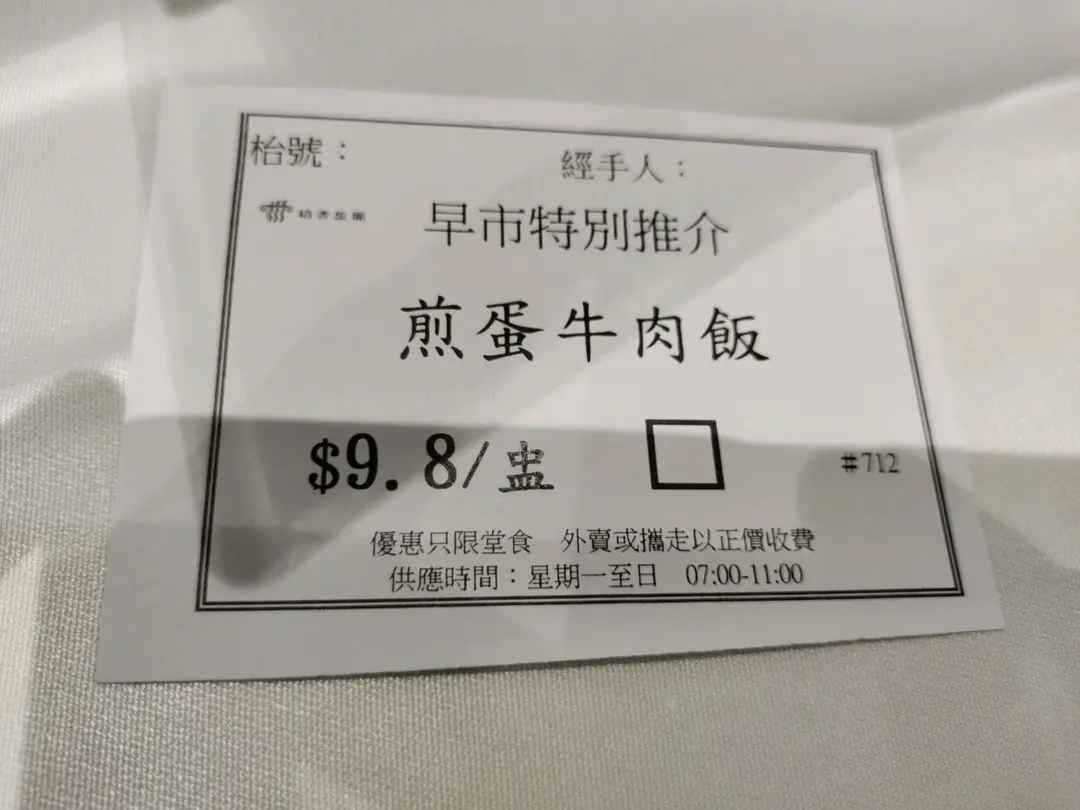 枱號： 經手人：
早市特別推介
煎蛋牛肉飯
$9.8/盅 #712
優惠只限堂食 外賣或攜走以正價收費
供應時間：星期一至日 07:00-11:00